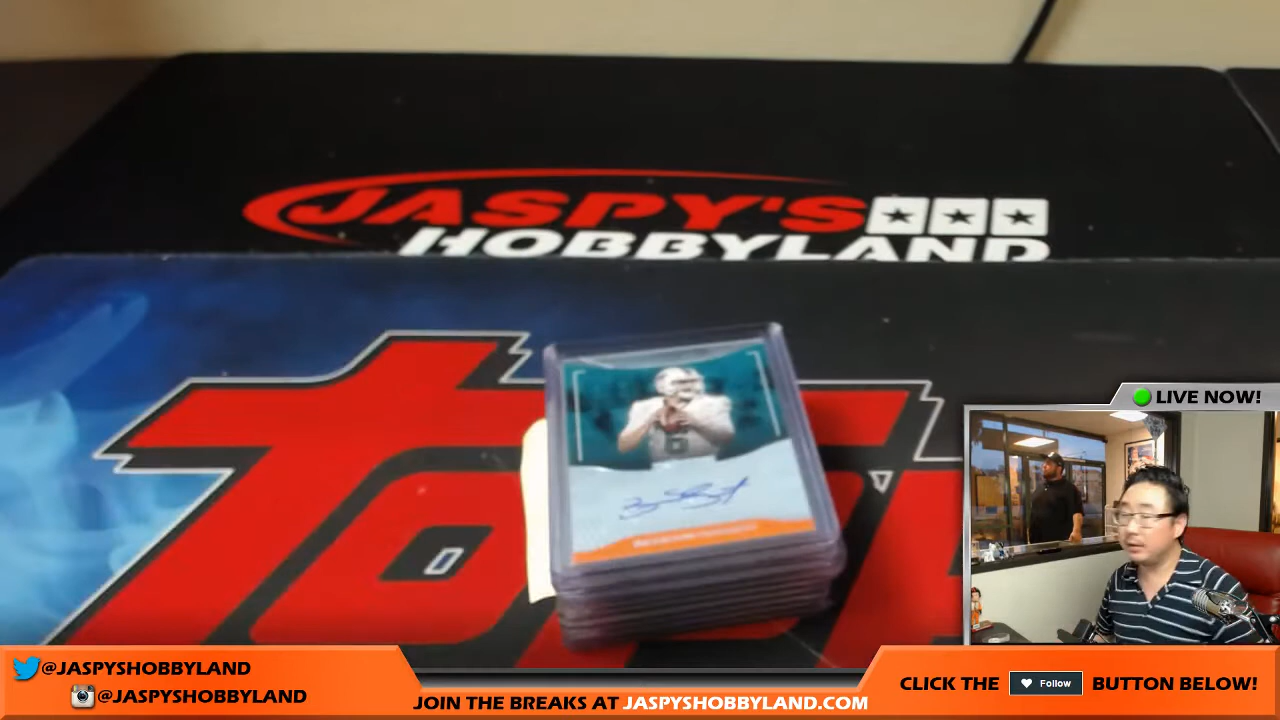 JASPY'S
HOBBYLAND
LIVE NOW!
@JASPYSHOBBYLAND
@JASPYSHOBBYLAND
JOIN THE BREAKS AT JASPYSHOBBYLAND.COM
CLICK THE Follow BUTTON BELOW!